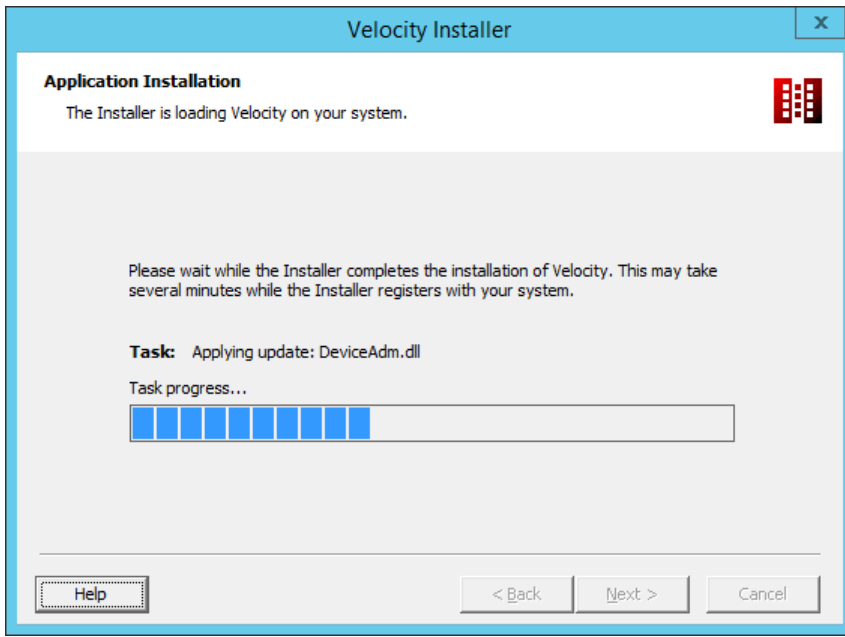 Velocity Installer
x
Application Installation
The Installer is loading Velocity on your system.
Please wait while the Installer completes the installation of Velocity. This may take
several minutes while the Installer registers with your system.
Task: Applying update: DeviceAdm.dll
Task progress...
Help
< Back
Next >
Cancel